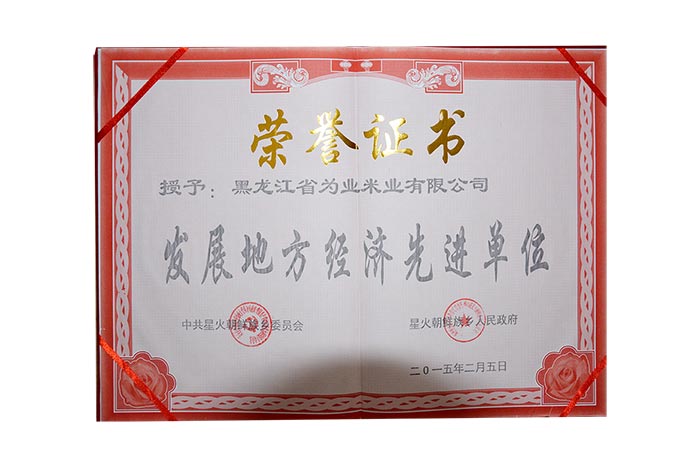 荣誉证书
授予：黑龙江省为业米业有限公司
发展地方经济先进单位
中共星火朝鲜族乡委员会
星火朝鲜族乡人民政府
二0一五年二月五日